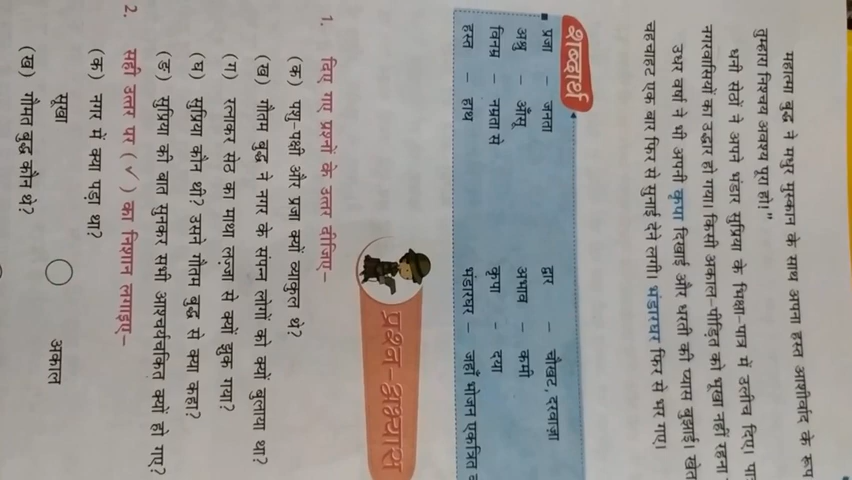 महात्मा बुद्ध ने मधुर मुस्कान के साथ अपना हस्त आशीर्वाद के रूप
तुम्हारा निश्चय अवश्य पूरा हो।"
धनी सेठों ने अपने भंडार सुप्रिया के भिक्षा-पात्र में उलीच दिए।
नगरवासियों का उद्धार हो गया। किसी अकाल-पीड़ित को भूखा नहीं रहना
उधर वर्षा ने भी अपनी कृपा दिखाई और धरती की प्यास बुझाई। खेत
चहचाहट एक बार फिर से सुनाई देने लगी। भंडारघर फिर से भर गए।
शब्दार्थ
प्रजा – जनता द्वार – चौखट, दरवाज़ा
अश्रु – आँसू अभाव – कमी
विनम्र – नम्रता से कृपा – दया
हस्त – हाथ भंडारघर – जहाँ भोजन एकत्रित
प्रश्न-अभ्यास
1. दिए गए प्रश्नों के उत्तर दीजिए–
(क) पशु-पक्षी और प्रजा क्यों व्याकुल थे?
(ख) गौतम बुद्ध ने नगर के संपन्न लोगों को क्यों बुलाया था?
(ग) रत्नाकर सेठ का माथा लज्जा से क्यों झुक गया?
(घ) सुप्रिया कौन थी? उसने गौतम बुद्ध से क्या कहा?
(ङ) सुप्रिया की बात सुनकर सभी आश्चर्यचकित क्यों हो गए?
2. सही उत्तर पर (✓) का निशान लगाइए–
(क) नगर में क्या पड़ा था?
सूखा अकाल
(ख) गौतम बुद्ध कौन थे?